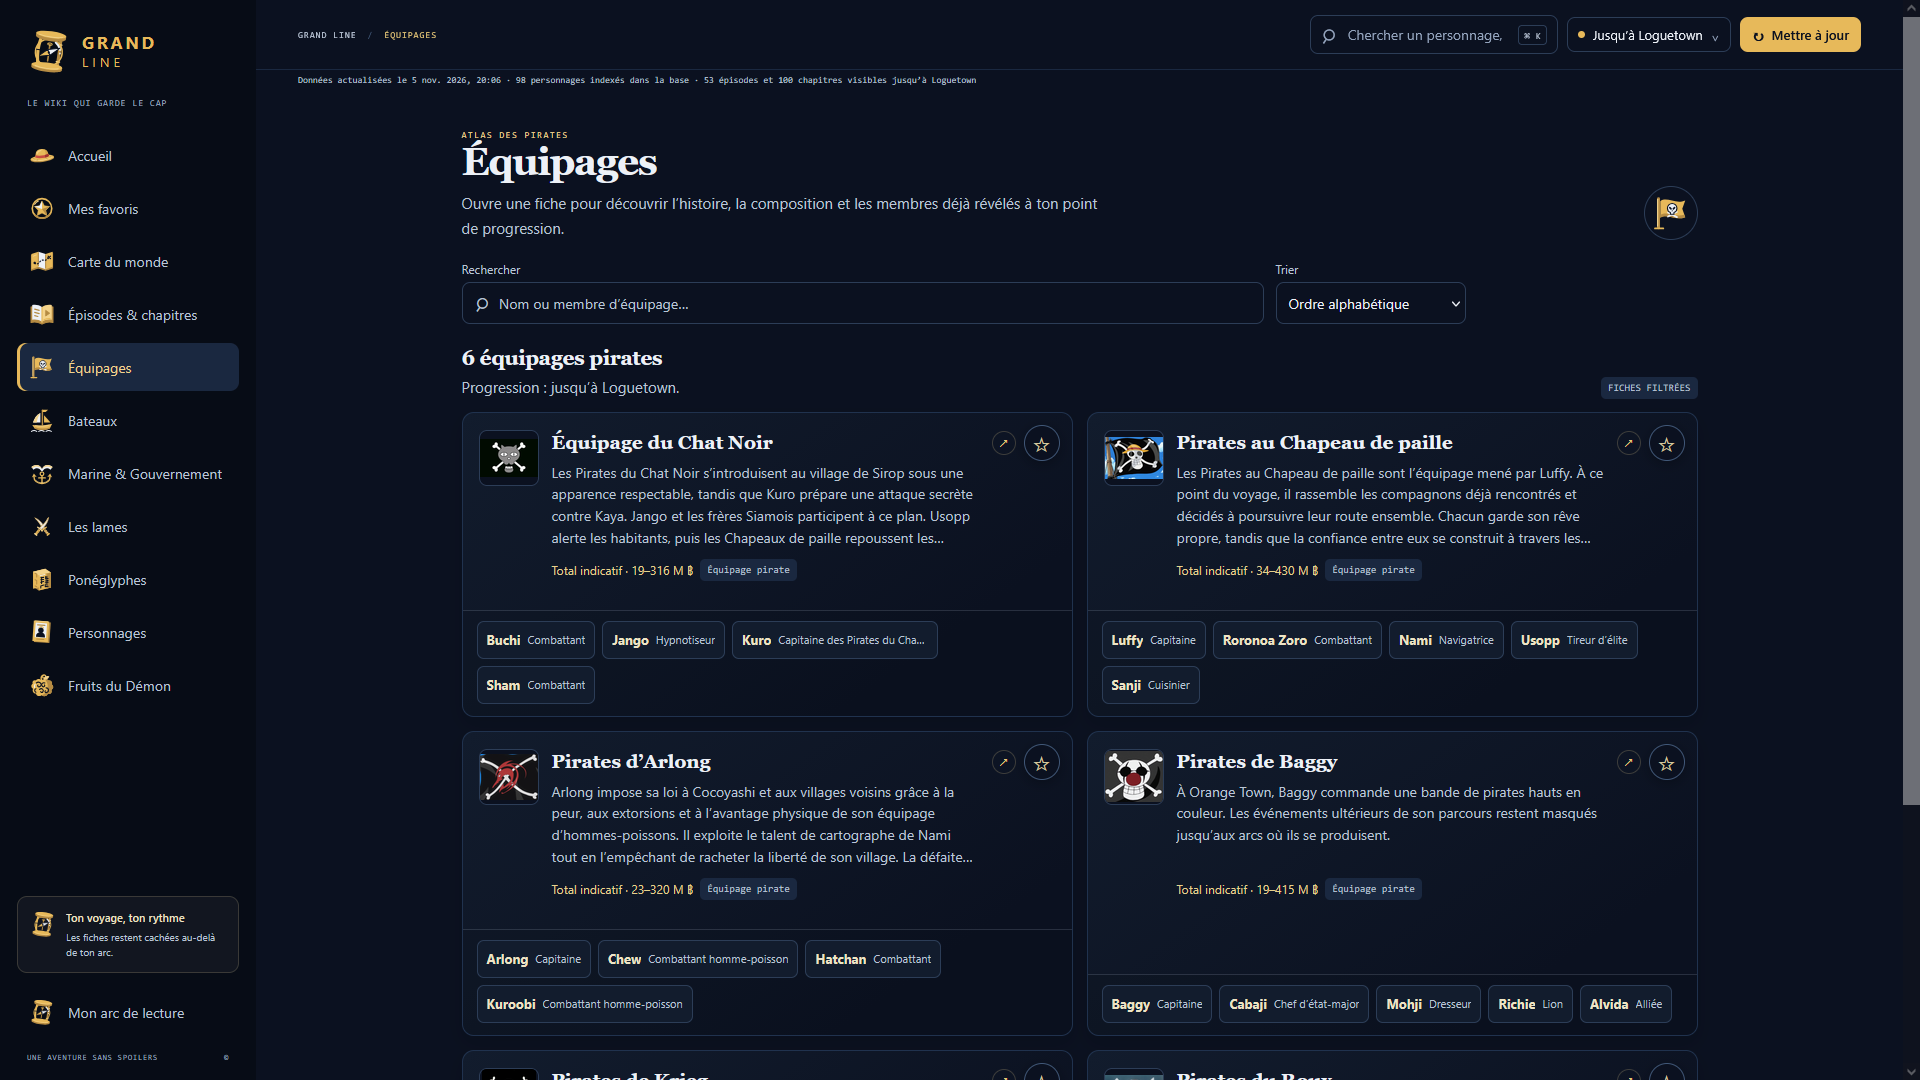 GRAND
LINE
LE WIKI QUI GARDE LE CAP
Accueil
Mes favoris
Carte du monde
Épisodes & chapitres
Équipages
Bateaux
Marine & Gouvernement
Les lames
Ponéglyphes
Personnages
Fruits du Démon
Ton voyage, ton rythme
Les fiches restent cachées au-delà
de ton arc.
Mon arc de lecture
UNE AVENTURE SANS SPOILERS ©
GRAND LINE / ÉQUIPAGES
Chercher un personnage, ⌘ K
Jusqu’à Loguetown
↻ Mettre à jour
Données actualisées le 5 nov. 2026, 20:06 · 98 personnages indexés dans la base · 53 épisodes et 100 chapitres visibles jusqu’à Loguetown
ATLAS DES PIRATES
Équipages
Ouvre une fiche pour découvrir l’histoire, la composition et les membres déjà révélés à ton point
de progression.
Rechercher
Nom ou membre d’équipage…
Trier
Ordre alphabétique
6 équipages pirates
Progression : jusqu’à Loguetown.
FICHES FILTRÉES
Équipage du Chat Noir
Les Pirates du Chat Noir s’introduisent au village de Sirop sous une
apparence respectable, tandis que Kuro prépare une attaque secrète
contre Kaya. Jango et les frères Siamois participent à ce plan. Usopp
alerte les habitants, puis les Chapeaux de paille repoussent les…
Total indicatif · 19–316 M ฿ Équipage pirate
Buchi Combattant
Jango Hypnotiseur
Kuro Capitaine des Pirates du Cha…
Sham Combattant
Pirates au Chapeau de paille
Les Pirates au Chapeau de paille sont l’équipage mené par Luffy. À ce
point du voyage, il rassemble les compagnons déjà rencontrés et
décidés à poursuivre leur route ensemble. Chacun garde son rêve
propre, tandis que la confiance entre eux se construit à travers les…
Total indicatif · 34–430 M ฿ Équipage pirate
Luffy Capitaine
Roronoa Zoro Combattant
Nami Navigatrice
Usopp Tireur d’élite
Sanji Cuisinier
Pirates d’Arlong
Arlong impose sa loi à Cocoyashi et aux villages voisins grâce à la
peur, aux extorsions et à l’avantage physique de son équipage
d’hommes-poissons. Il exploite le talent de cartographe de Nami
tout en l’empêchant de racheter la liberté de son village. La défaite…
Total indicatif · 23–320 M ฿ Équipage pirate
Arlong Capitaine
Chew Combattant homme-poisson
Hatchan Combattant
Kuroobi Combattant homme-poisson
Pirates de Baggy
À Orange Town, Baggy commande une bande de pirates hauts en
couleur. Les événements ultérieurs de son parcours restent masqués
jusqu’aux arcs où ils se produisent.
Total indicatif · 19–415 M ฿ Équipage pirate
Baggy Capitaine
Cabaji Chef d’état-major
Mohji Dresseur
Richie Lion
Alvida Alliée
Pirates de Krieg
Pirates du Roux